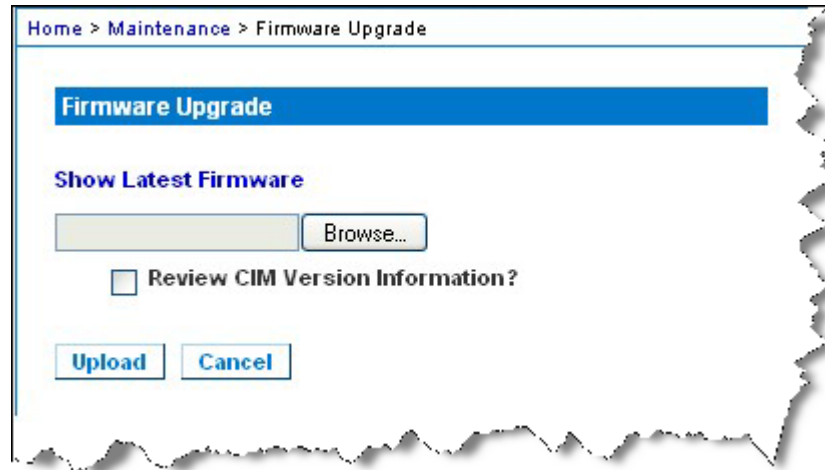 Home > Maintenance > Firmware Upgrade
Firmware Upgrade
Show Latest Firmware
Browse...
Review CIM Version Information?
Upload Cancel